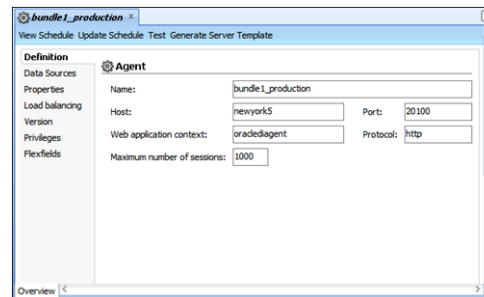 bundle1_production
View Schedule Update Schedule Test Generate Server Template
Definition
Data Sources
Properties
Load balancing
Version
Privileges
Flexfields
Agent
Name: bundle1_production
Host: newyork5 Port: 20100
Web application context: oraclediagent Protocol: http
Maximum number of sessions: 1000
Overview